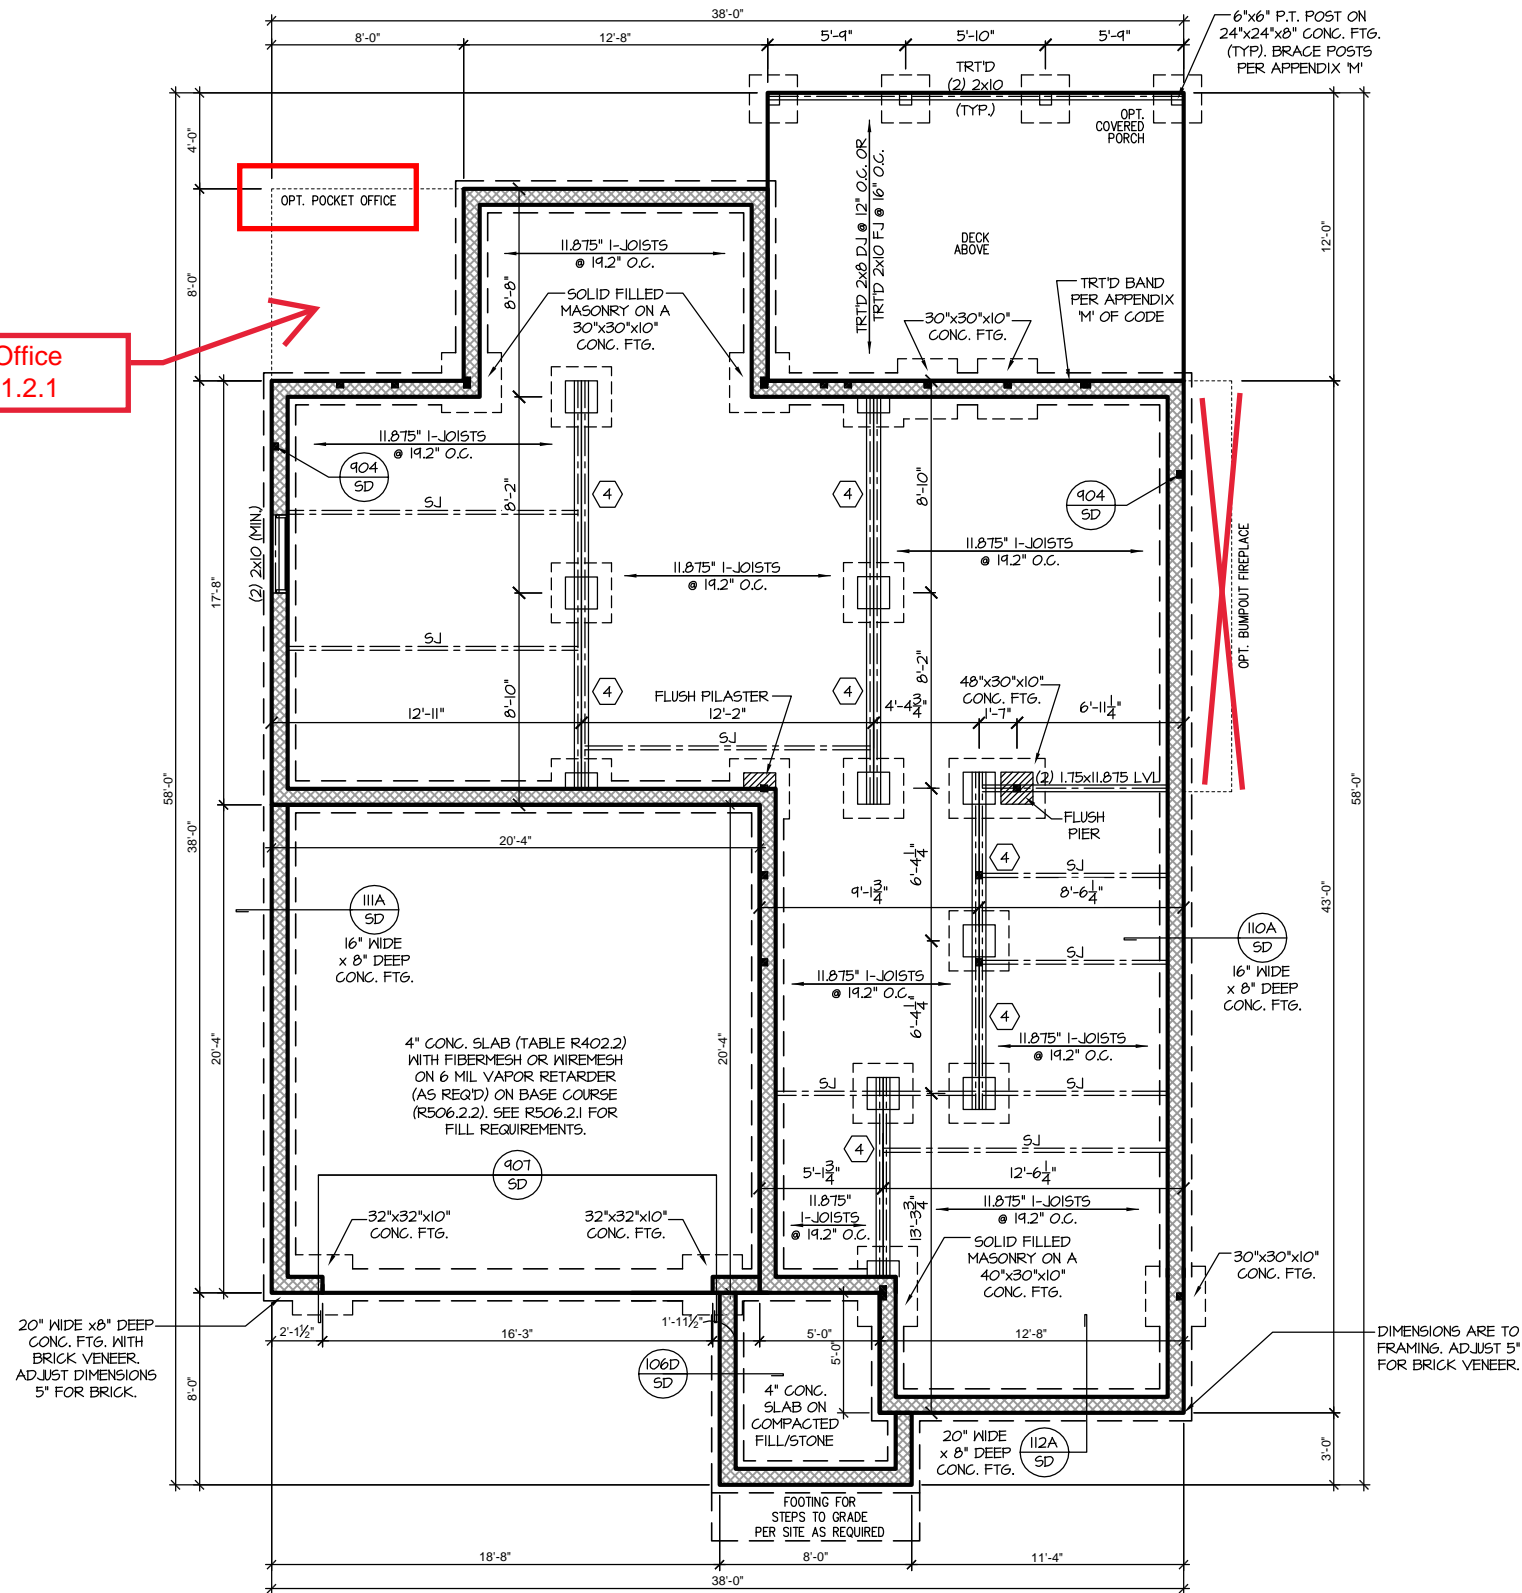 38'-0"
8'-0"
12'-8"
5'-9"
5'-10"
5'-9"
6"x6" P.T. POST ON
24"x24"x8" CONC. FTG.
(TYP). BRACE POSTS
PER APPENDIX 'M'
TRT'D
(2) 2x10
(TYP.)
OPT.
COVERED
PORCH
4'-0"
OPT. POCKET OFFICE
TRT'D 2x8 DJ @ 12" O.C. OR
TRT'D 2x10 FJ @ 16" O.C.
DECK
ABOVE
12'-0"
11.875" I-JOISTS
@ 19.2" O.C.
8'-0"
8'-8"
SOLID FILLED
MASONRY ON A
30"x30"x10"
CONC. FTG.
30"x30"x10"
CONC. FTG.
TRT'D BAND
PER APPENDIX
'M' OF CODE
Office
1.2.1
11.875" I-JOISTS
@ 19.2" O.C.
904
SD
SJ
8'-2"
4
4
8'-10"
904
SD
(2) 2x10 (MIN.)
11.875" I-JOISTS
@ 19.2" O.C.
11.875" I-JOISTS
@ 19.2" O.C.
OPT. BUMPOUT FIREPLACE
17'-8"
SJ
8'-10"
4
FLUSH PILASTER
4
8'-2"
48"x30"x10"
CONC. FTG.
12'-11"
12'-2"
4'-4 3/4"
1'-7"
6'-11 1/4"
SJ
58'-0"
58'-0"
(2) 1.75x11.875 LVL
FLUSH
PIER
38'-0"
20'-4"
6'-4 1/4"
4
SJ
9'-1 3/4"
8'-6 1/4"
43'-0"
111A
SD
16" WIDE
x 8" DEEP
CONC. FTG.
110A
SD
16" WIDE
x 8" DEEP
CONC. FTG.
SJ
11.875" I-JOISTS
@ 19.2" O.C.
6'-4 1/4"
4
11.875" I-JOISTS
@ 19.2" O.C.
20'-4"
20'-4"
4" CONC. SLAB (TABLE R402.2)
WITH FIBERMESH OR WIREMESH
ON 6 MIL VAPOR RETARDER
(AS REQ'D) ON BASE COURSE
(R506.2.2). SEE R506.2.1 FOR
FILL REQUIREMENTS.
SJ
SJ
4
SJ
907
SD
5'-1 3/4"
12'-6 1/4"
11.875"
I-JOISTS
@ 19.2" O.C.
13'-3 3/4"
11.875" I-JOISTS
@ 19.2" O.C.
32"x32"x10"
CONC. FTG.
32"x32"x10"
CONC. FTG.
SOLID FILLED
MASONRY ON A
40"x30"x10"
CONC. FTG.
30"x30"x10"
CONC. FTG.
20" WIDE x8" DEEP
CONC. FTG. WITH
BRICK VENEER.
ADJUST DIMENSIONS
5" FOR BRICK.
2'-1½"
16'-3"
1'-11½"
5'-0"
5'-0"
12'-8"
DIMENSIONS ARE TO
FRAMING. ADJUST 5"
FOR BRICK VENEER.
8'-0"
106D
SD
4" CONC.
SLAB ON
COMPACTED
FILL/STONE
20" WIDE
x 8" DEEP
CONC. FTG.
112A
SD
3'-0"
FOOTING FOR
STEPS TO GRADE
PER SITE AS REQUIRED
18'-8"
8'-0"
11'-4"
38'-0"